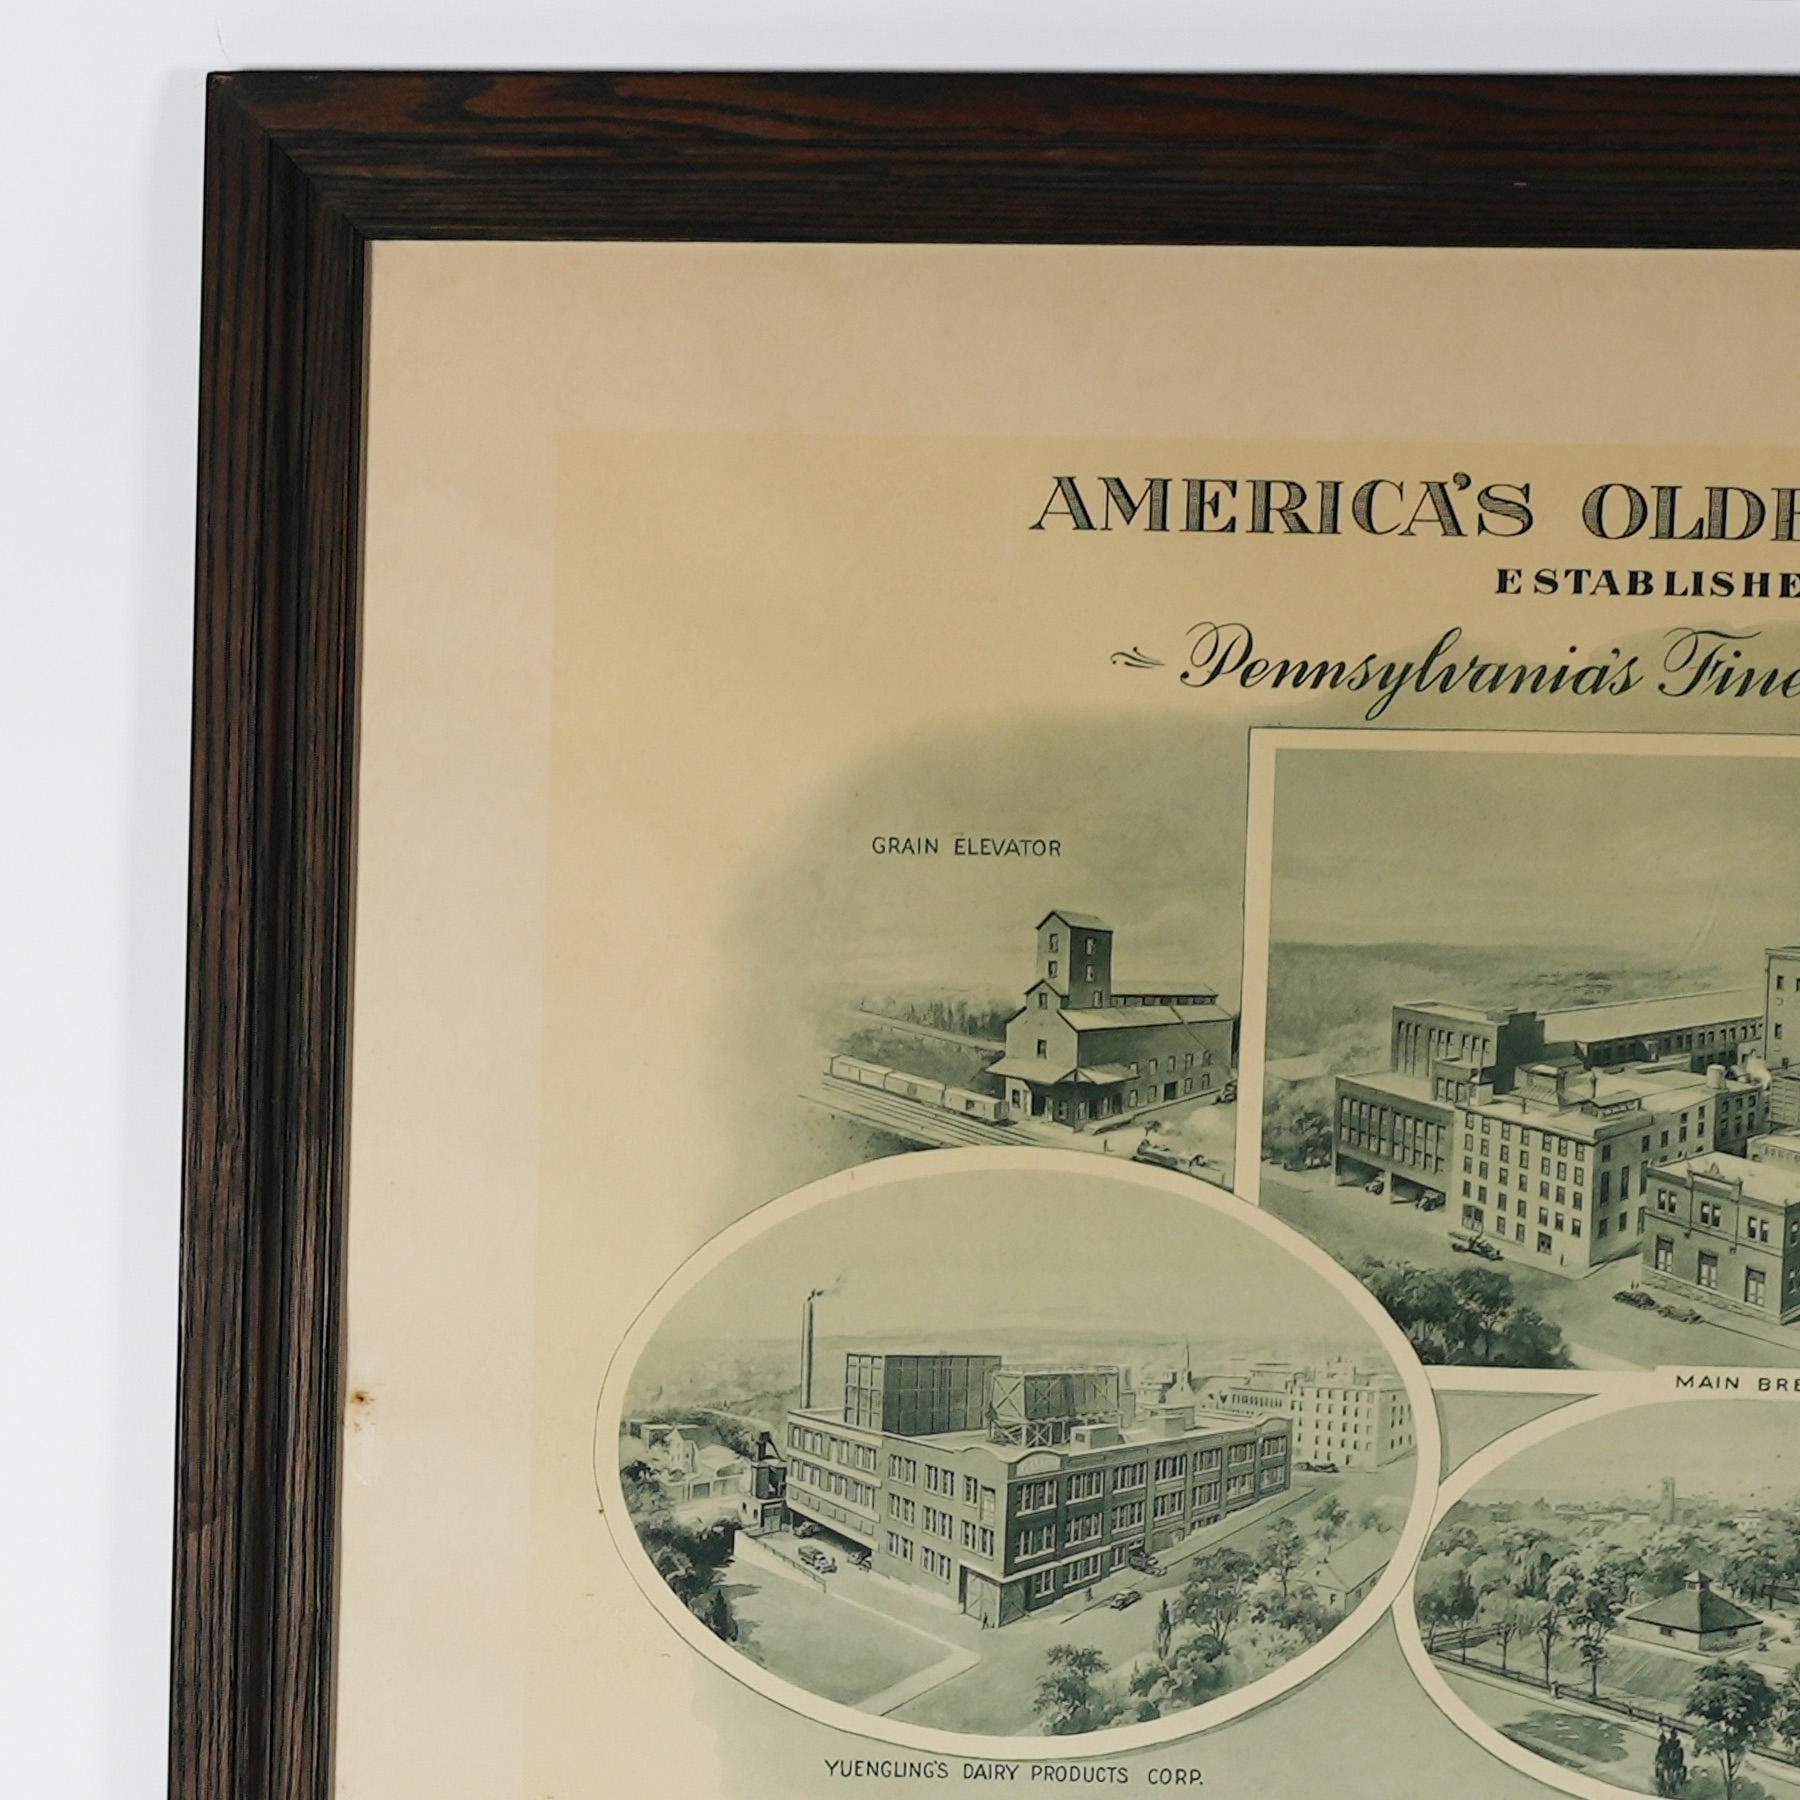 AMERICA'S OLDE
ESTABLISHE
Pennsylvania's Fine
GRAIN ELEVATOR
MAIN BRE
YUENGLING'S DAIRY PRODUCTS CORP.